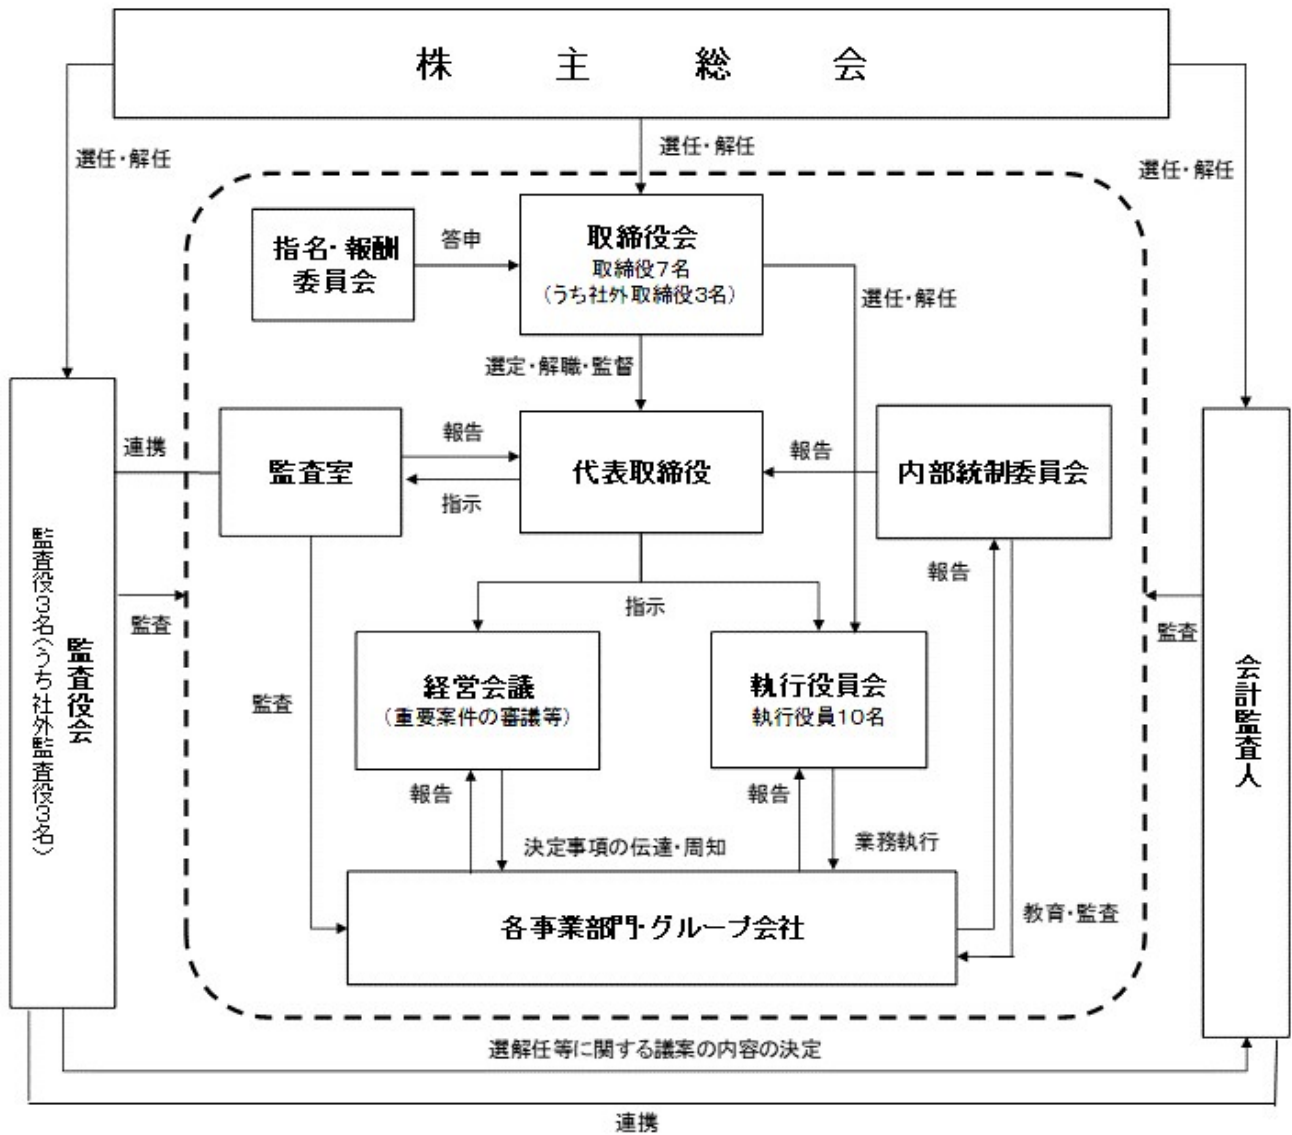 株主総会
選任・解任
選任・解任
選任・解任
指名・報酬
委員会
答申
取締役会
取締役7名
(うち社外取締役3名)
選任・解任
選定・解職・監督
連携
監査室
報告
指示
代表取締役
報告
内部統制委員会
監査役会
監査役3名(うち社外監査役3名)
監査
監査
指示
報告
監査
会計監査人
経営会議
(重要案件の審議等)
執行役員会
執行役員10名
報告
決定事項の伝達・周知
報告
業務執行
各事業部門・グループ会社
教育・監査
選解任等に関する議案の内容の決定
連携